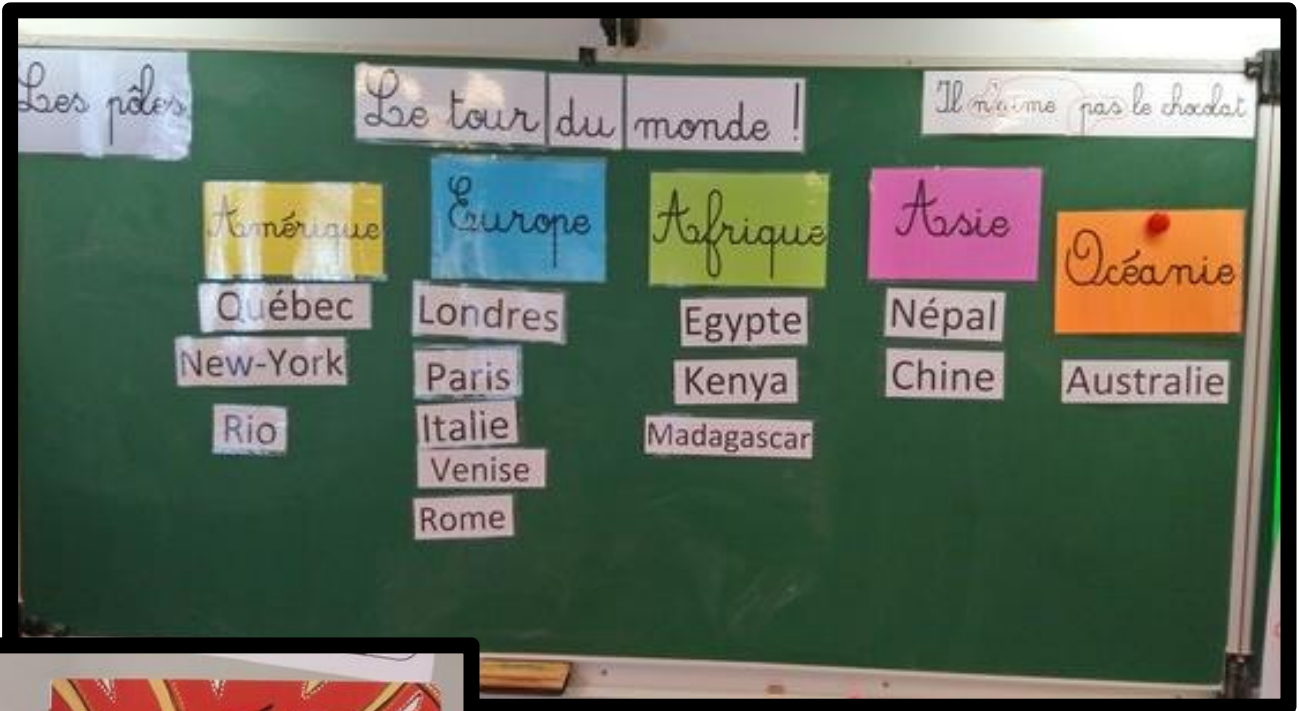 Les pôles
Le tour du monde !
Il n'aime pas le chocolat
Amérique
Québec
New-York
Rio
Europe
Londres
Paris
Italie
Venise
Rome
Afrique
Egypte
Kenya
Madagascar
Asie
Népal
Chine
Océanie
Australie